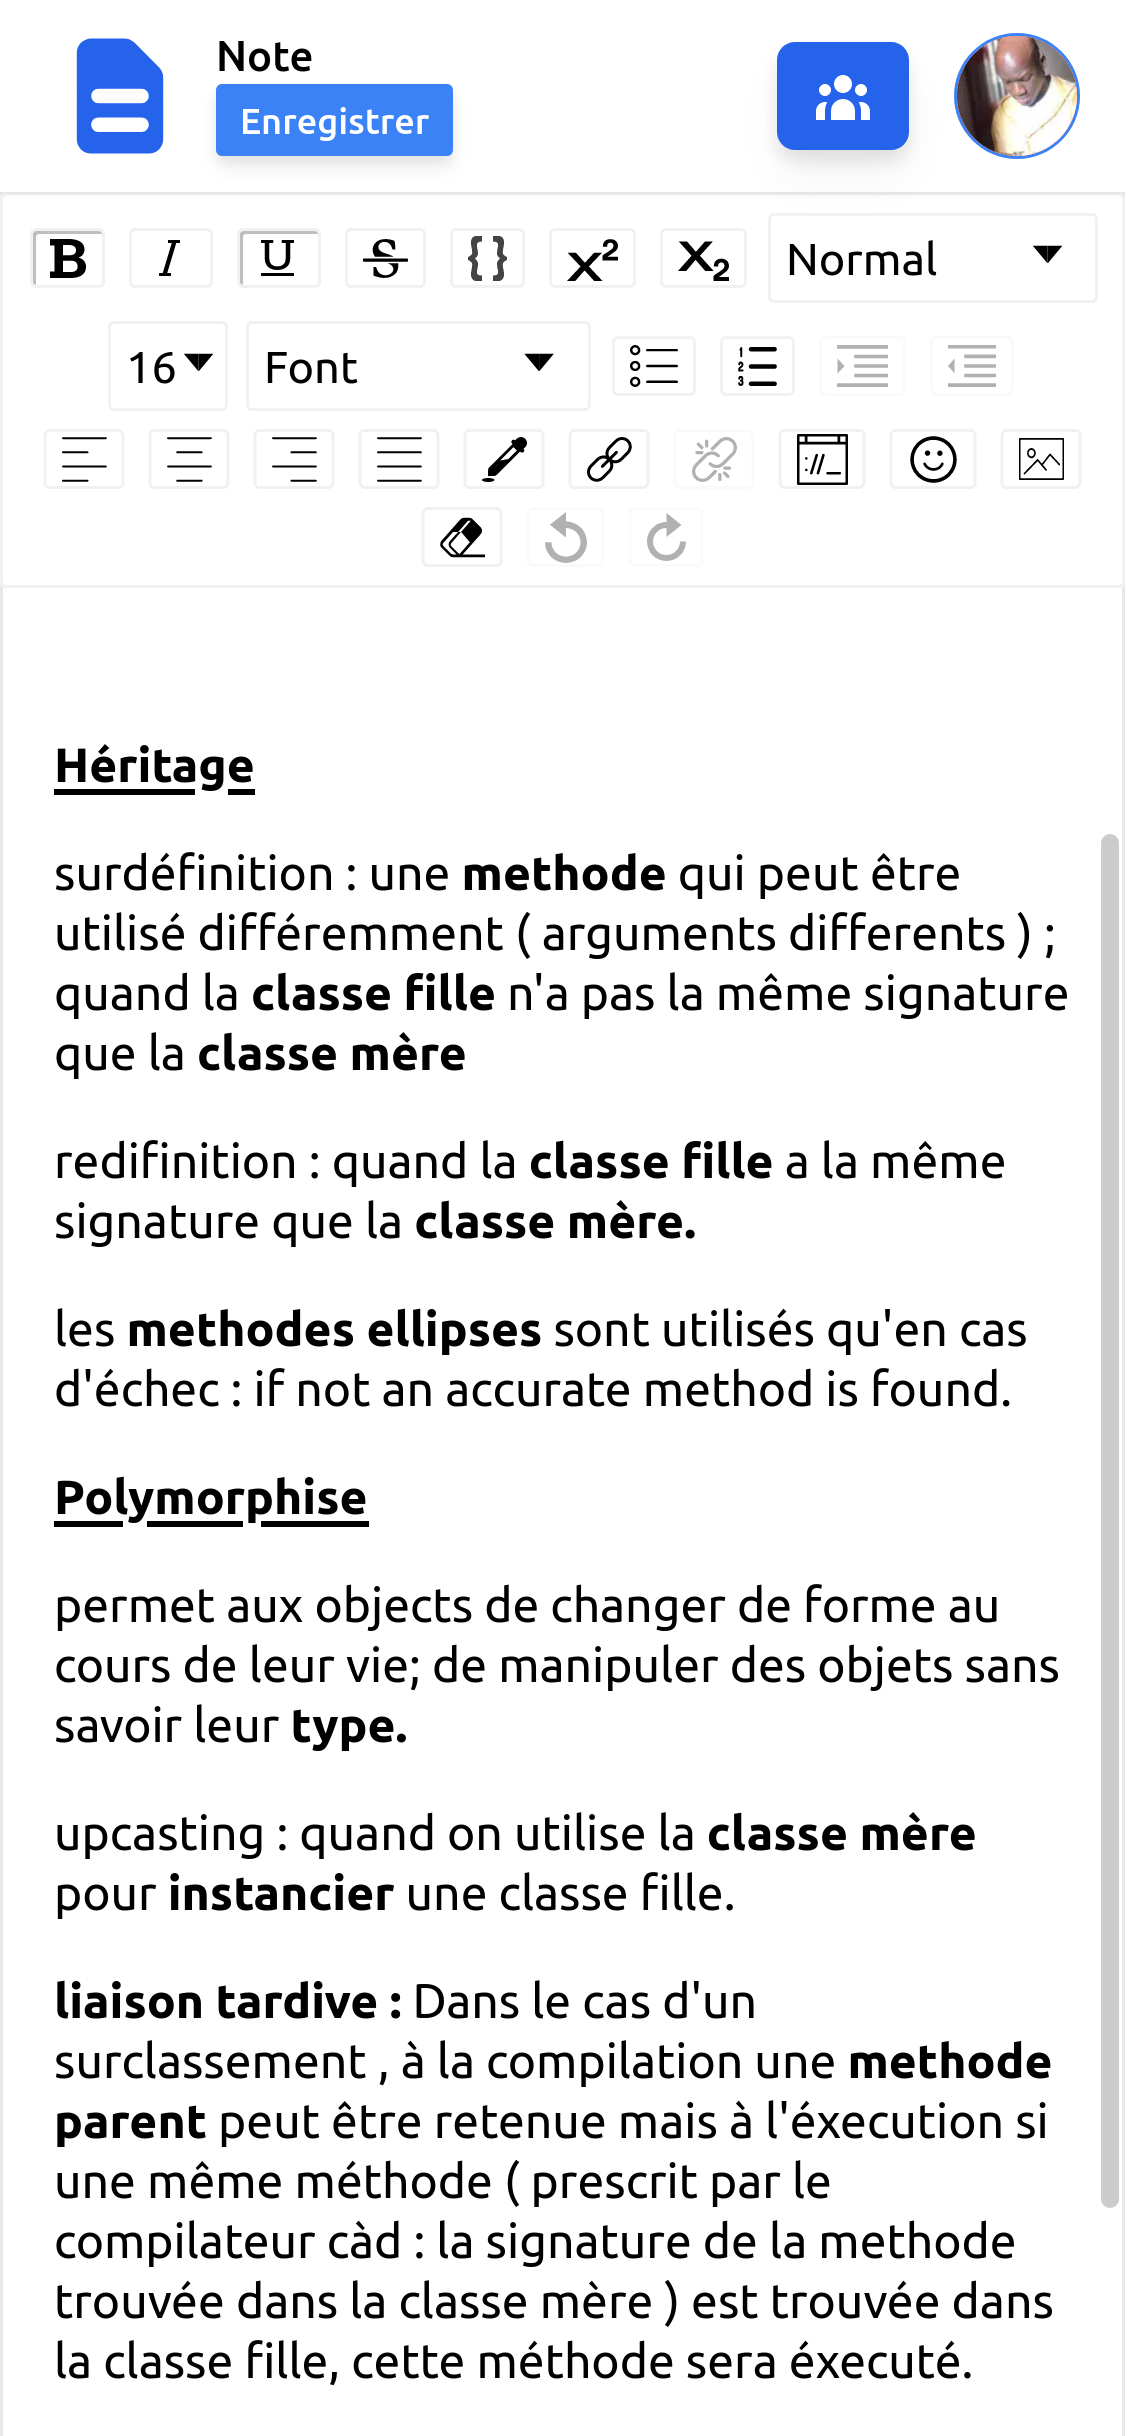 Note
Enregistrer
B I U S {} x2 x2 Normal
16 Font
Héritage
surdéfinition : une methode qui peut être
utilisé différemment ( arguments differents ) ;
quand la classe fille n'a pas la même signature
que la classe mère
redifinition : quand la classe fille a la même
signature que la classe mère.
les methodes ellipses sont utilisés qu'en cas
d'échec : if not an accurate method is found.
Polymorphise
permet aux objects de changer de forme au
cours de leur vie; de manipuler des objets sans
savoir leur type.
upcasting : quand on utilise la classe mère
pour instancier une classe fille.
liaison tardive : Dans le cas d'un
surclassement , à la compilation une methode
parent peut être retenue mais à l'éxecution si
une même méthode ( prescrit par le
compilateur càd : la signature de la methode
trouvée dans la classe mère ) est trouvée dans
la classe fille, cette méthode sera éxecuté.